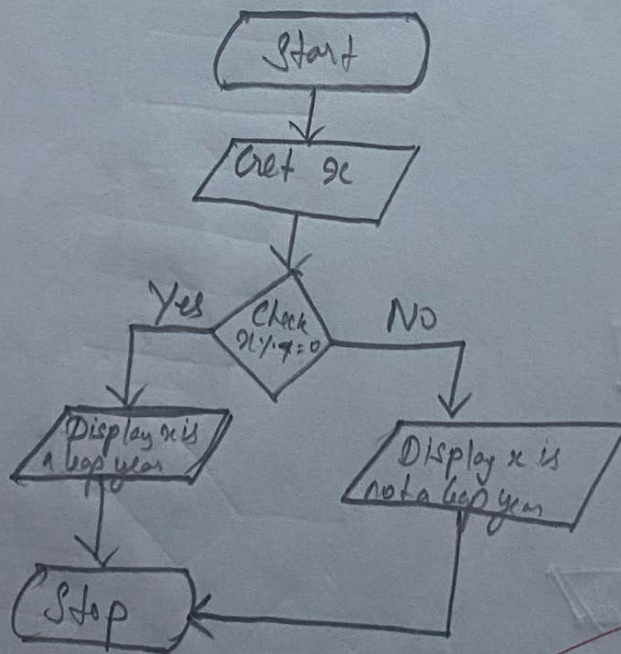 Start
Get x
Yes
Check
x%4=0
No
Display x is
a leap year
Display x is
not a leap year
Stop